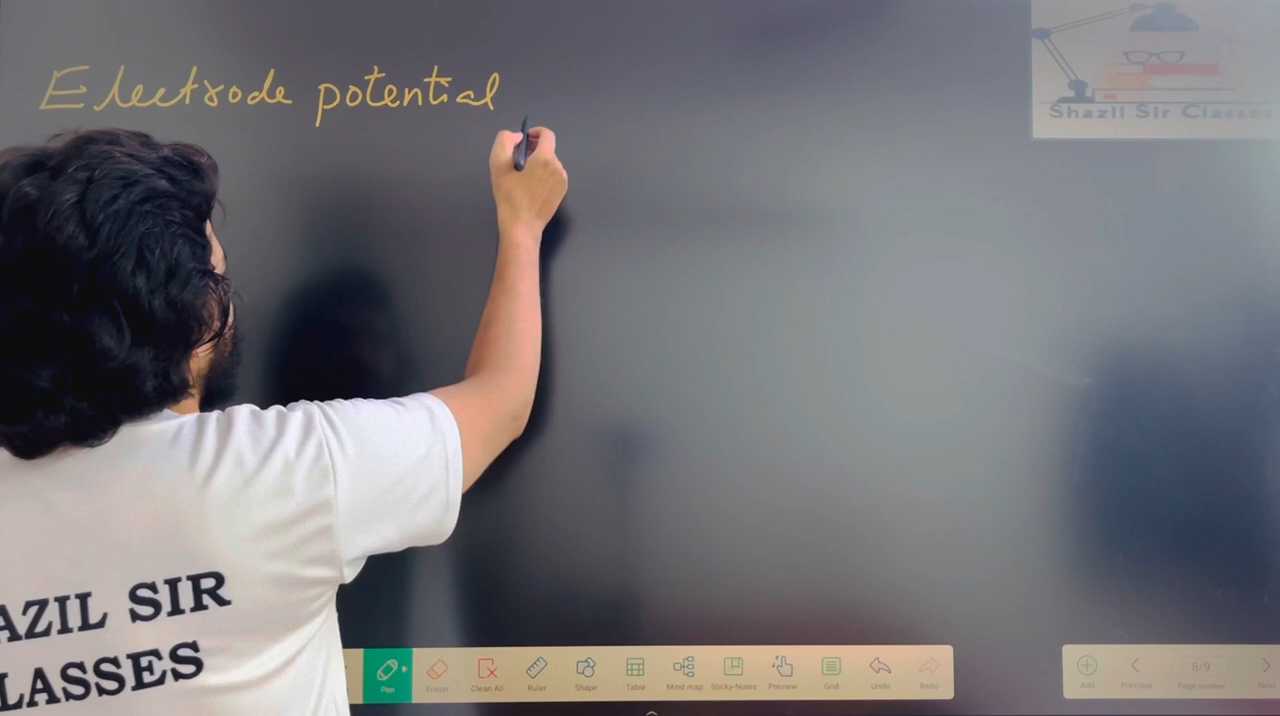 Electrode potential
Shazil Sir Classes
AZIL SIR
LASSES
Pen
Eraser
Clean All
Ruler
Shape
Table
Mind map
Sticky-Notes
Preview
Grid
Undo
Redo
Add
Previous
8/9
Page number
Next